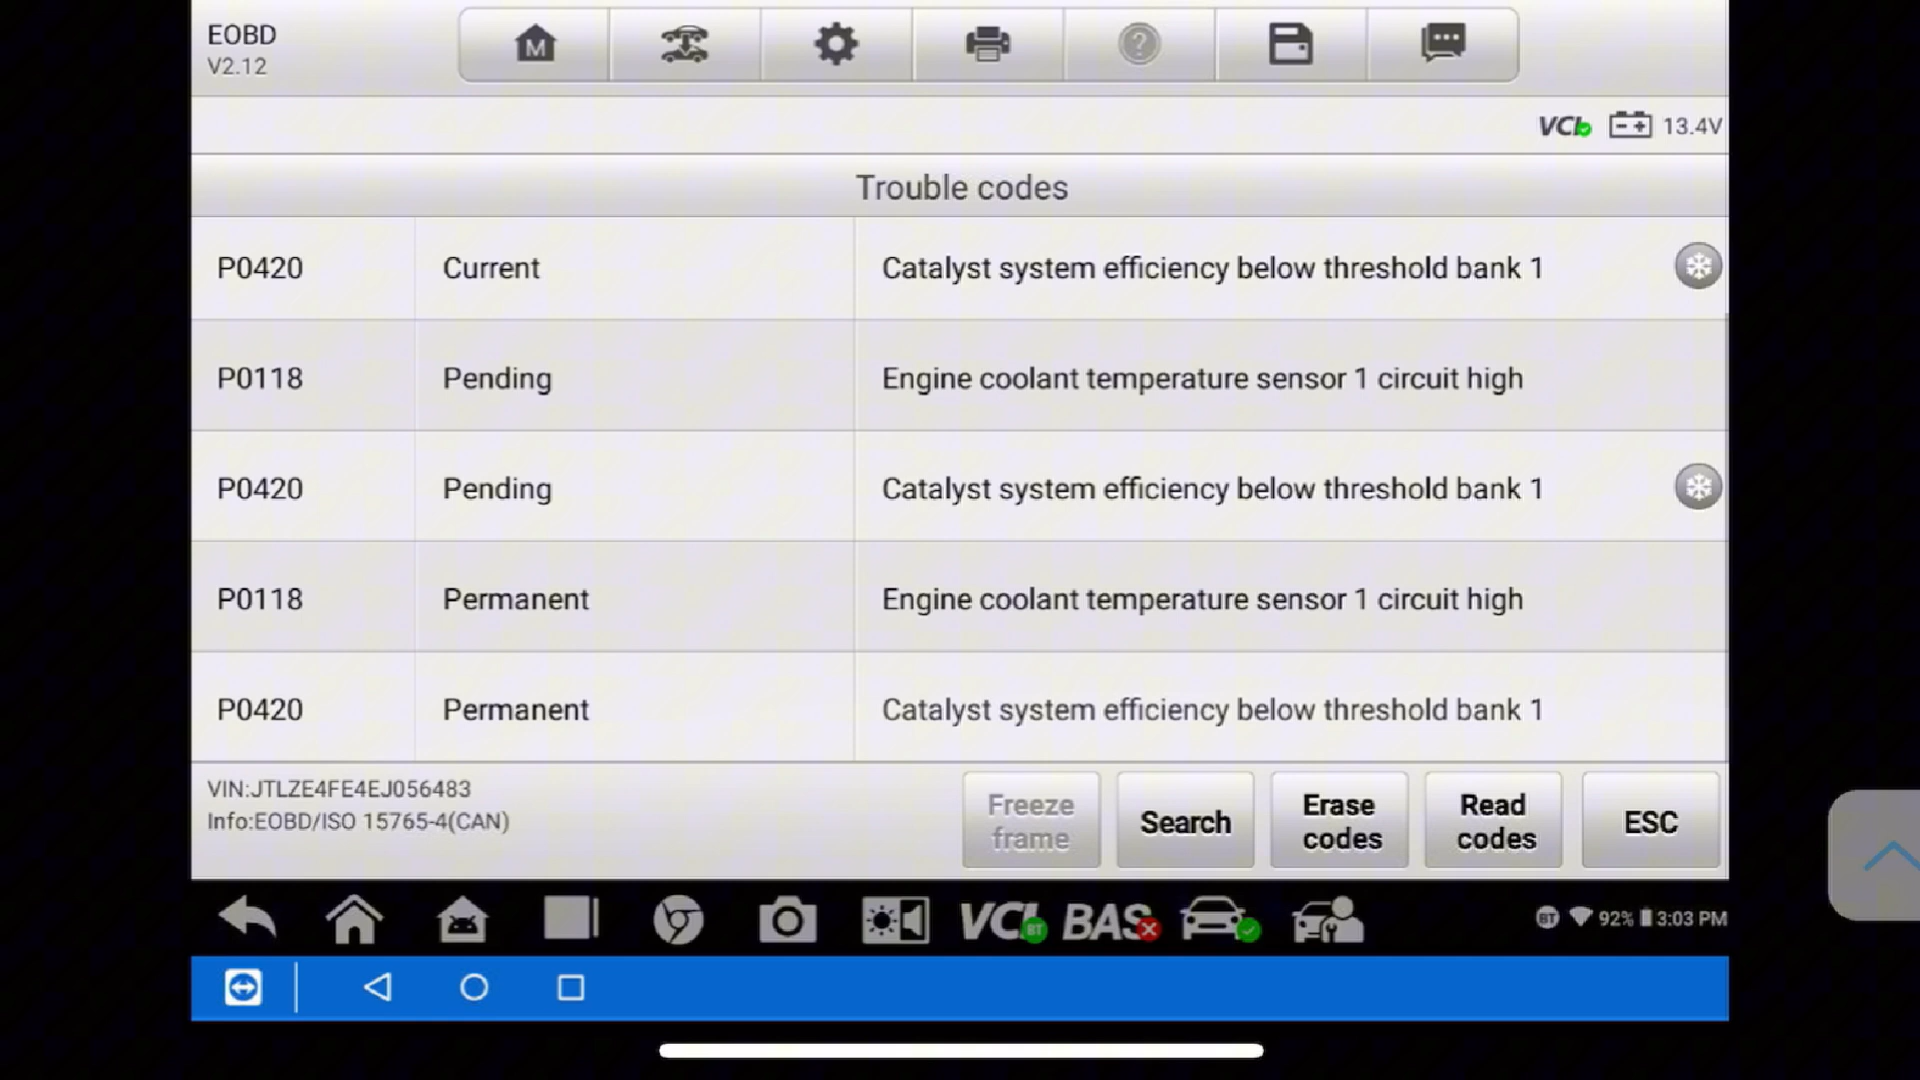 EOBD
V2.12
M
?
VCI 13.4V
Trouble codes
P0420 Current Catalyst system efficiency below threshold bank 1
P0118 Pending Engine coolant temperature sensor 1 circuit high
P0420 Pending Catalyst system efficiency below threshold bank 1
P0118 Permanent Engine coolant temperature sensor 1 circuit high
P0420 Permanent Catalyst system efficiency below threshold bank 1
VIN:JTLZE4FE4EJ056483
Info:EOBD/ISO 15765-4(CAN)
Freeze
frame
Search
Erase
codes
Read
codes
ESC
VCI BT BAS BT 92% 3:03 PM